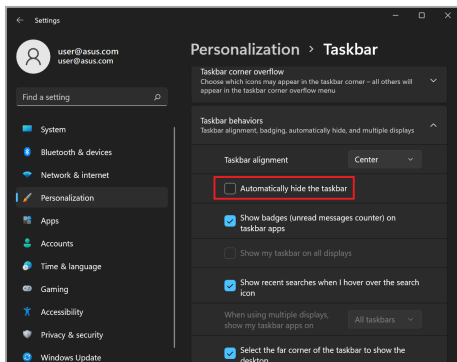 Settings
user@asus.com
user@asus.com
Find a setting
System
Bluetooth & devices
Network & internet
Personalization
Apps
Accounts
Time & language
Gaming
Accessibility
Privacy & security
Windows Update
Personalization > Taskbar
Taskbar corner overflow
Choose which icons may appear in the taskbar corner – all others will
appear in the taskbar corner overflow menu
Taskbar behaviors
Taskbar alignment, badging, automatically hide, and multiple displays
Taskbar alignment
Center
Automatically hide the taskbar
Show badges (unread messages counter) on
taskbar apps
Show my taskbar on all displays
Show recent searches when I hover over the search
icon
When using multiple displays,
show my taskbar apps on
All taskbars
Select the far corner of the taskbar to show the
desktop